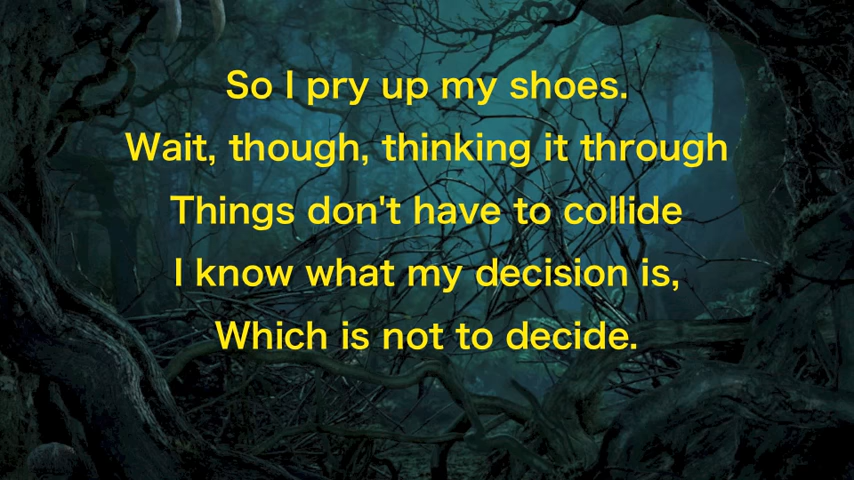 So I pry up my shoes.
Wait, though, thinking it through
Things don't have to collide
I know what my decision is,
Which is not to decide.